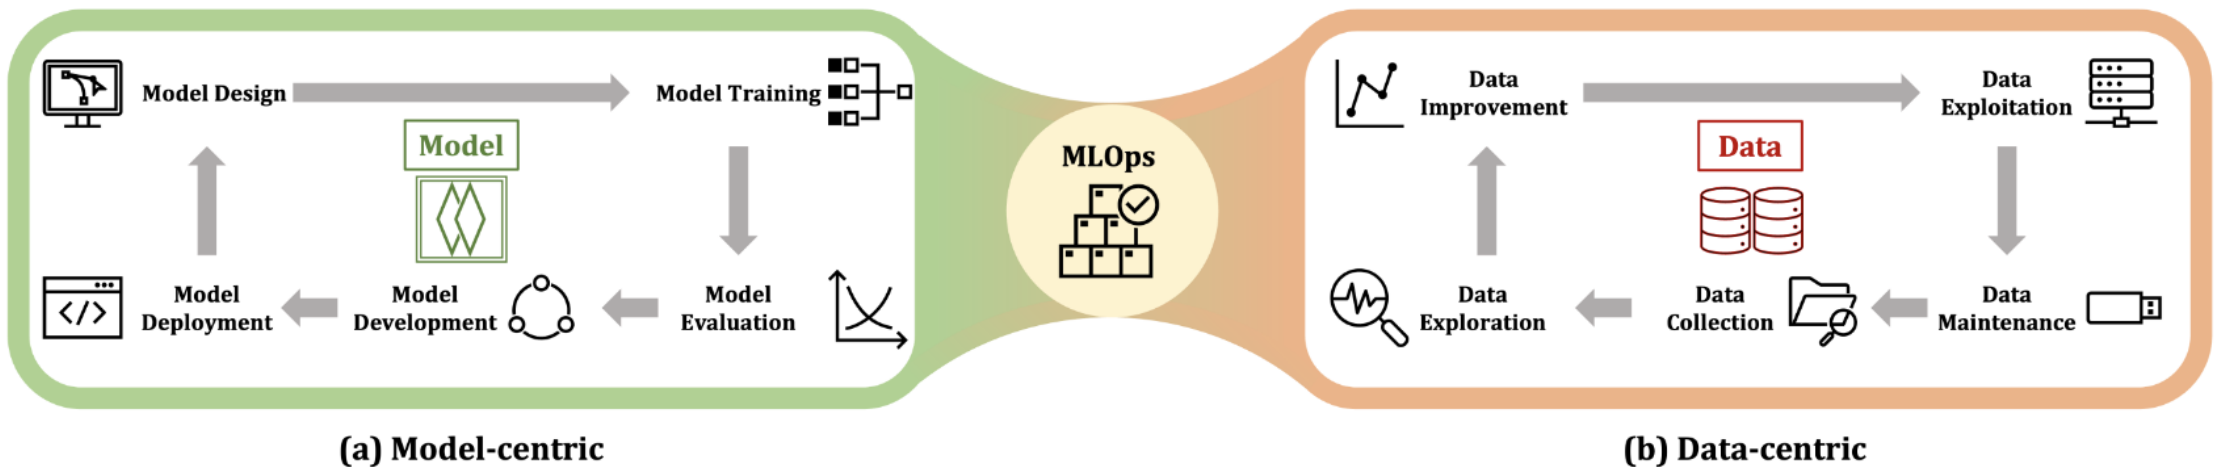 Model Design
Model Training
Model
Model
Evaluation
Model
Development
Model
Deployment
(a) Model-centric
MLOps
Data
Improvement
Data
Exploitation
Data
Data
Maintenance
Data
Collection
Data
Exploration
(b) Data-centric